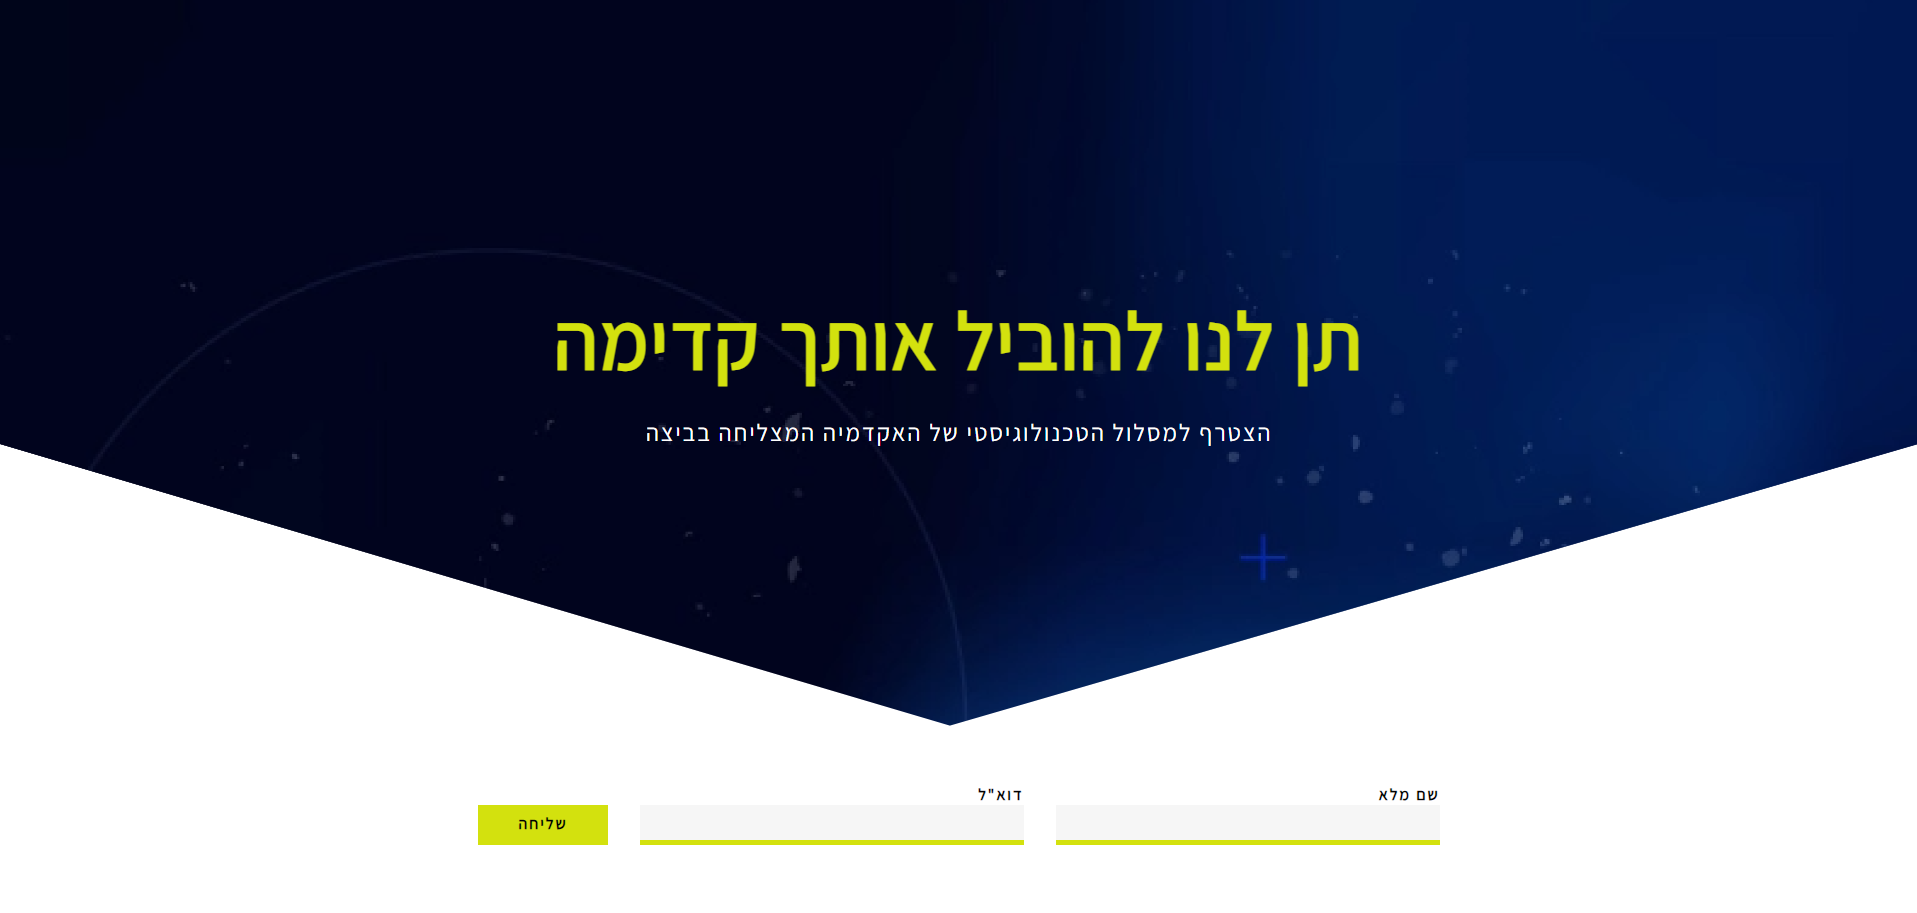 תן לנו להוביל אותך קדימה
הצטרף למסלול הטכנולוגיסטי של האקדמיה המצליחה בביצה
שם מלא
דוא"ל
שליחה